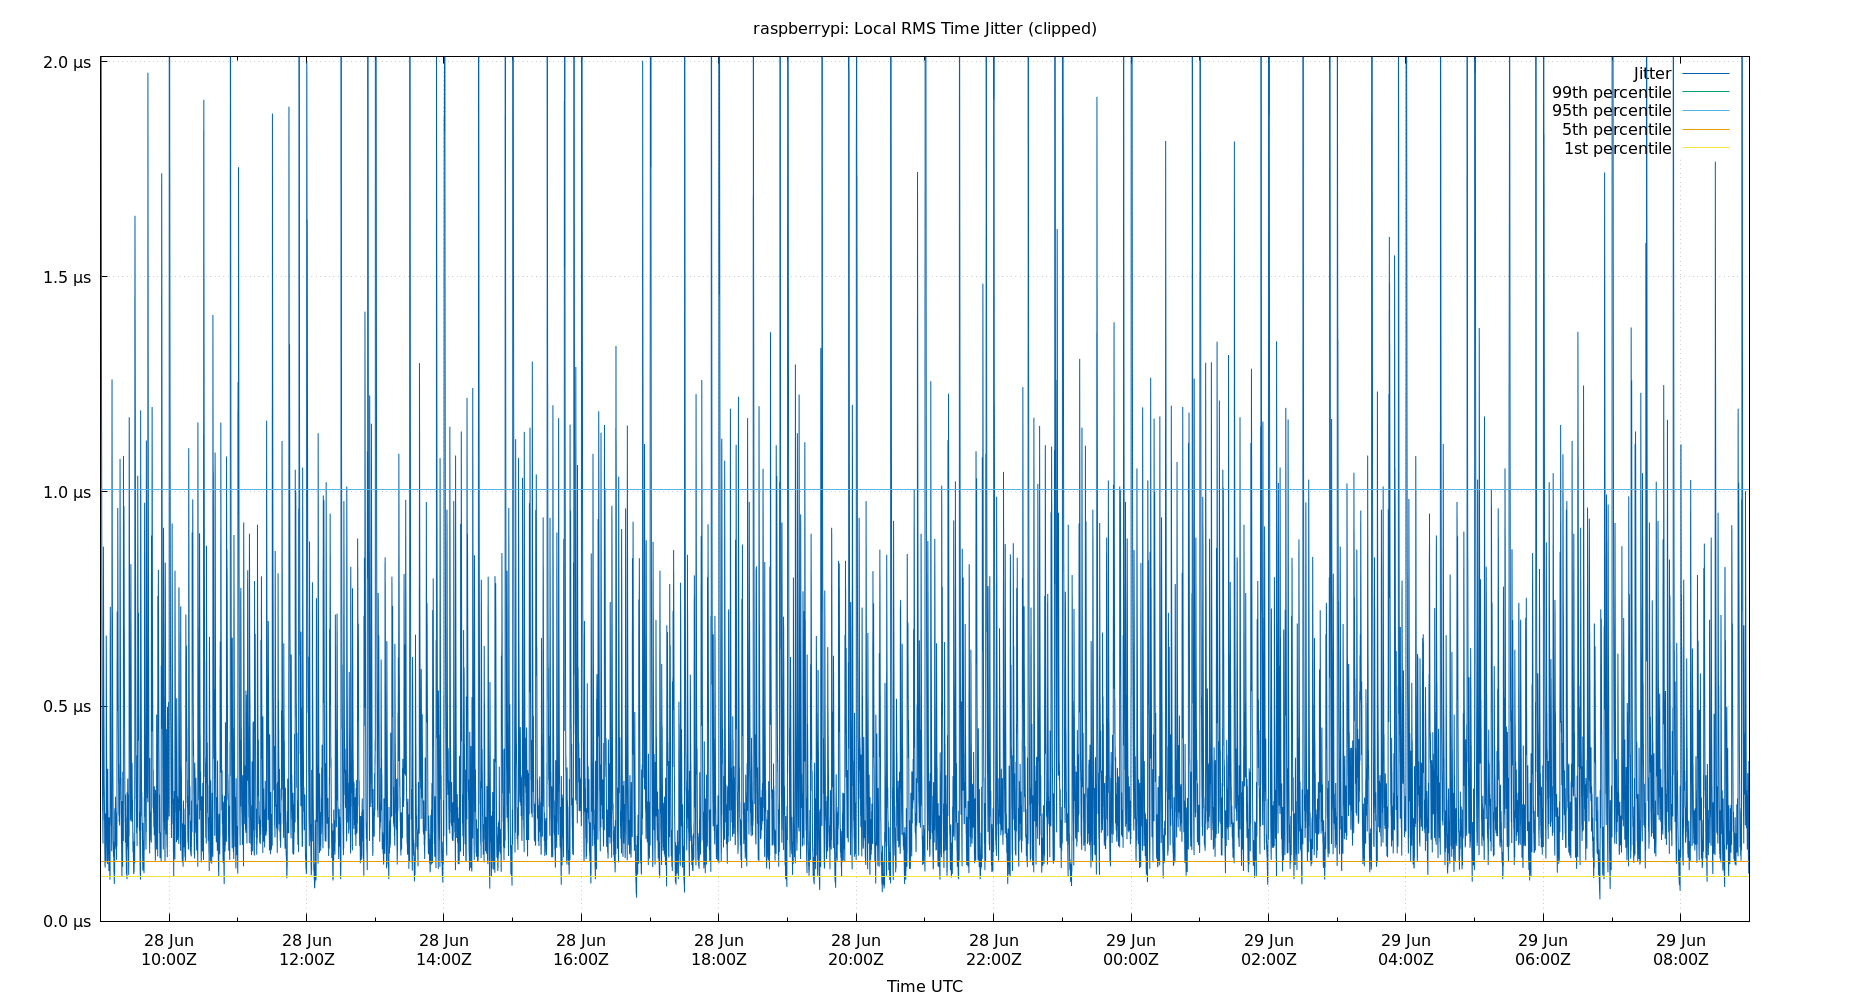 raspberrypi: Local RMS Time Jitter (clipped)
2.0 µs
1.5 µs
1.0 µs
0.5 µs
0.0 µs
Jitter
99th percentile
95th percentile
5th percentile
1st percentile
28 Jun 28 Jun 28 Jun 28 Jun 28 Jun 28 Jun 28 Jun 29 Jun 29 Jun 29 Jun 29 Jun 29 Jun
10:00Z 12:00Z 14:00Z 16:00Z 18:00Z 20:00Z 22:00Z 00:00Z 02:00Z 04:00Z 06:00Z 08:00Z
Time UTC